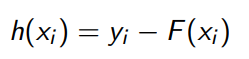 h(xᵢ) = yᵢ − F(xᵢ)